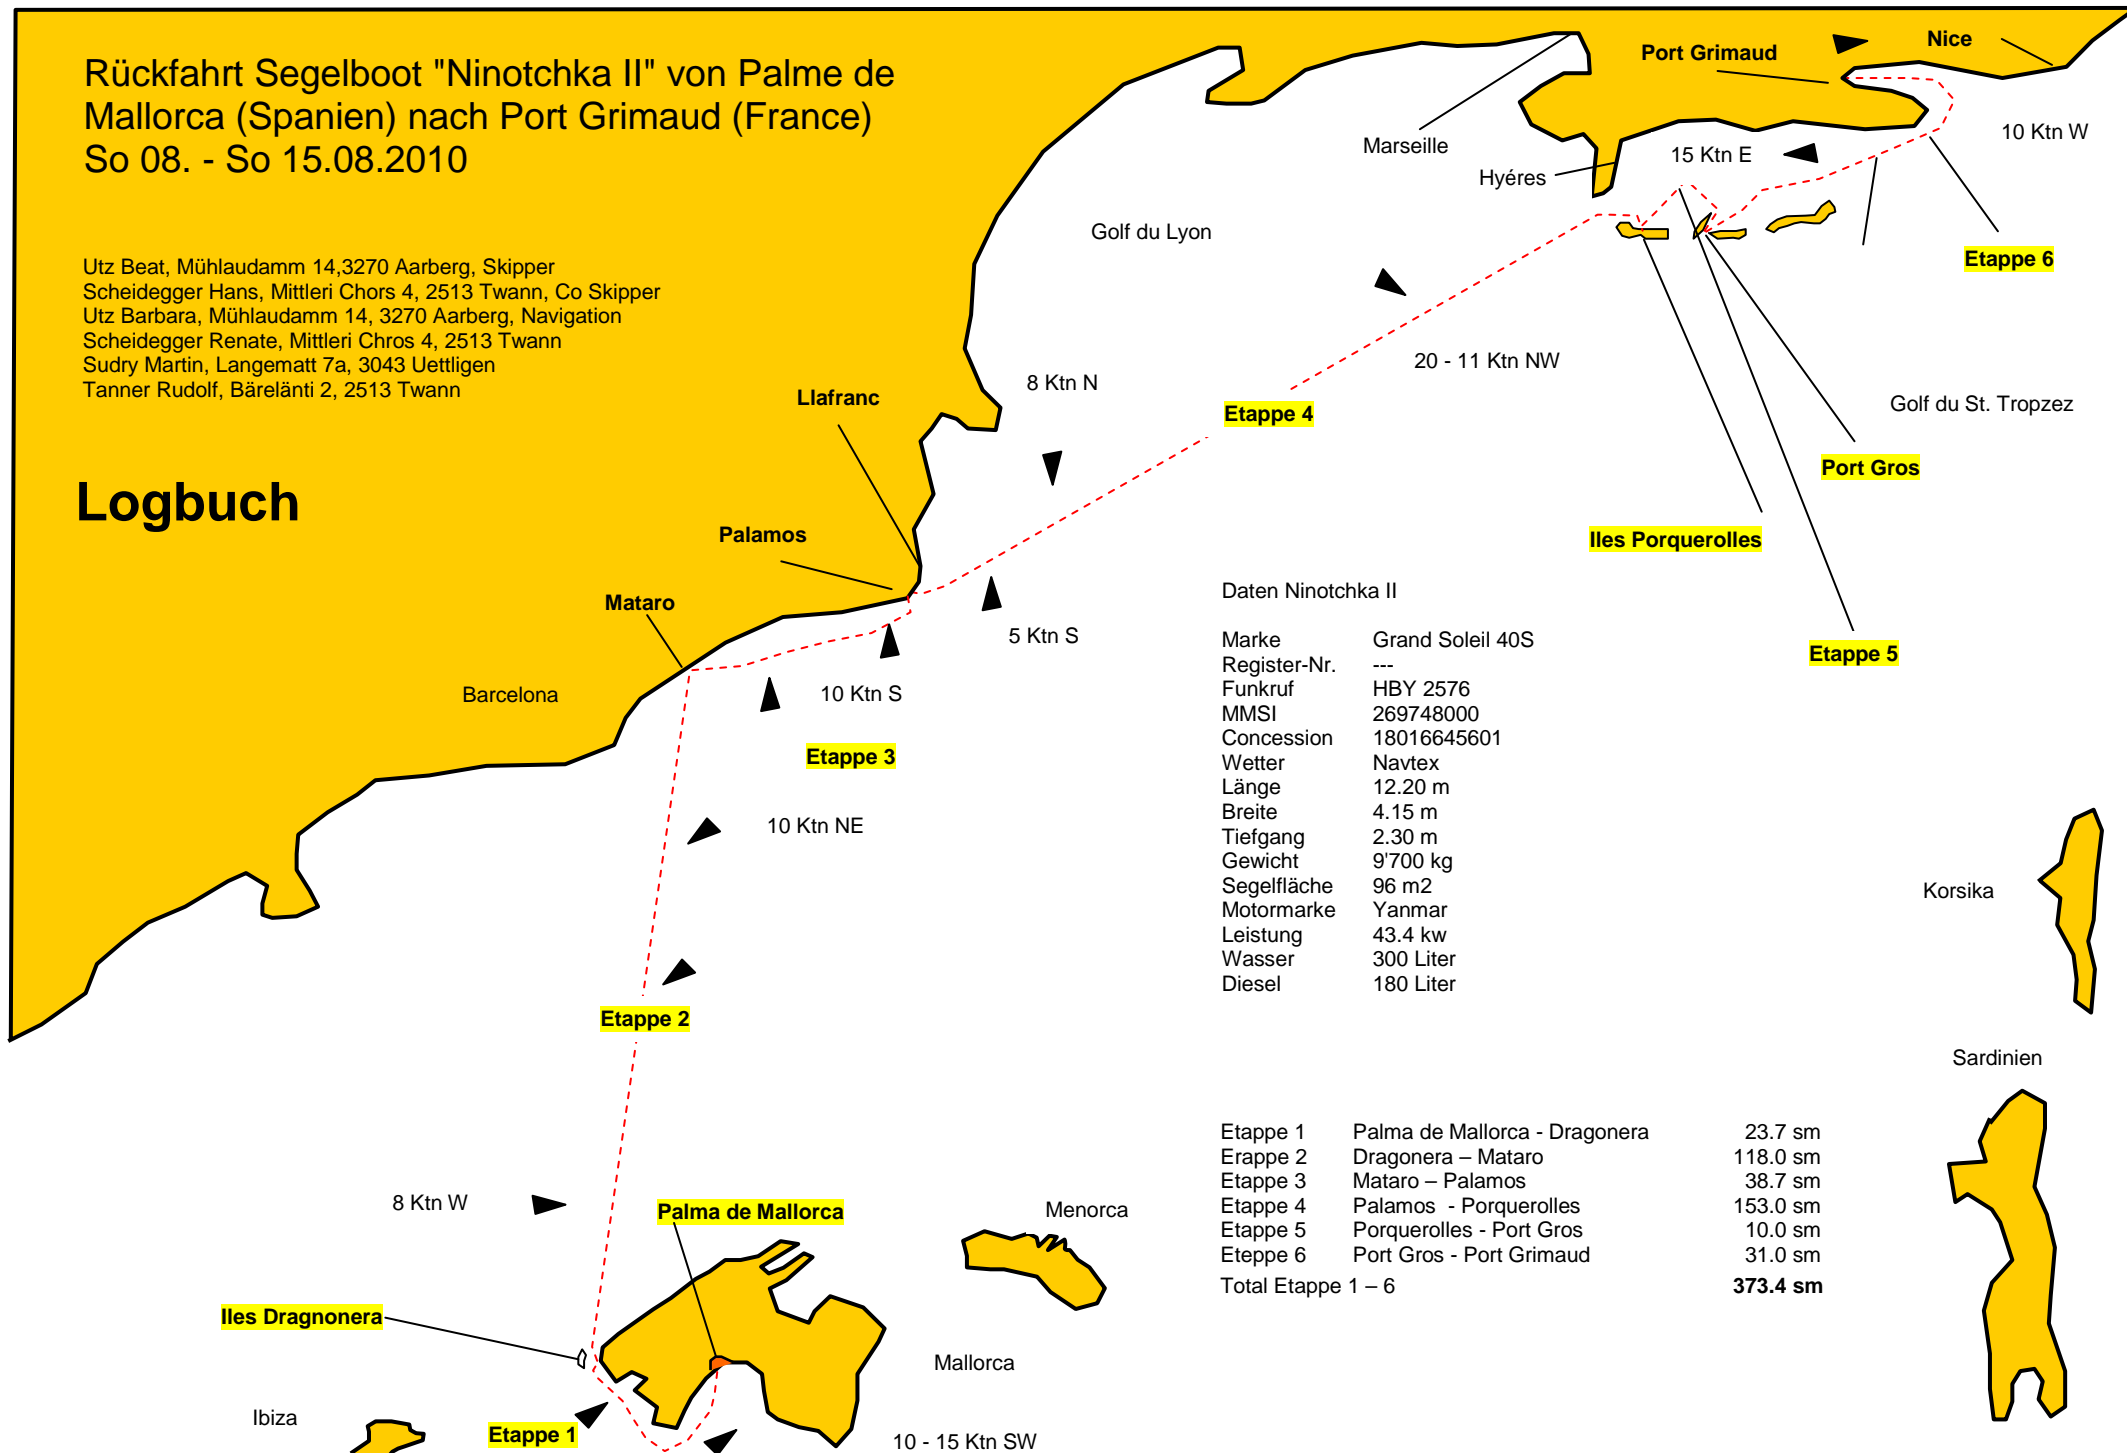 Rückfahrt Segelboot "Ninotchka II" von Palme de
Mallorca (Spanien) nach Port Grimaud (France)
So 08. - So 15.08.2010
Utz Beat, Mühlaudamm 14,3270 Aarberg, Skipper
Scheidegger Hans, Mittleri Chors 4, 2513 Twann, Co Skipper
Utz Barbara, Mühlaudamm 14, 3270 Aarberg, Navigation
Scheidegger Renate, Mittleri Chros 4, 2513 Twann
Sudry Martin, Langematt 7a, 3043 Uettligen
Tanner Rudolf, Bärelänti 2, 2513 Twann
Logbuch
Port Grimaud
Nice
Marseille
Hyéres
15 Ktn E
10 Ktn W
Golf du Lyon
Etappe 6
20 - 11 Ktn NW
8 Ktn N
Llafranc
Etappe 4
Golf du St. Tropzez
Port Gros
Palamos
Iles Porquerolles
Mataro
5 Ktn S
Etappe 5
Barcelona
10 Ktn S
Etappe 3
10 Ktn NE
Etappe 2
Daten Ninotchka II
Marke Grand Soleil 40S
Register-Nr. ---
Funkruf HBY 2576
MMSI 269748000
Concession 18016645601
Wetter Navtex
Länge 12.20 m
Breite 4.15 m
Tiefgang 2.30 m
Gewicht 9'700 kg
Segelfläche 96 m2
Motormarke Yanmar
Leistung 43.4 kw
Wasser 300 Liter
Diesel 180 Liter
Korsika
Sardinien
Etappe 1 Palma de Mallorca - Dragonera 23.7 sm
Erappe 2 Dragonera – Mataro 118.0 sm
Etappe 3 Mataro – Palamos 38.7 sm
Etappe 4 Palamos - Porquerolles 153.0 sm
Etappe 5 Porquerolles - Port Gros 10.0 sm
Eteppe 6 Port Gros - Port Grimaud 31.0 sm
Total Etappe 1 – 6 373.4 sm
8 Ktn W
Palma de Mallorca
Menorca
Iles Dragnonera
Mallorca
Ibiza
Etappe 1
10 - 15 Ktn SW